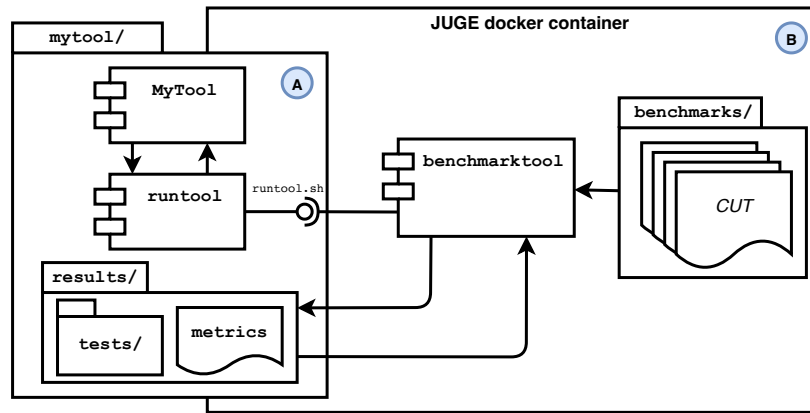 JUGE docker container
B
mytool/
A
MyTool
runtool
runtool.sh
benchmarktool
benchmarks/
CUT
results/
tests/
metrics